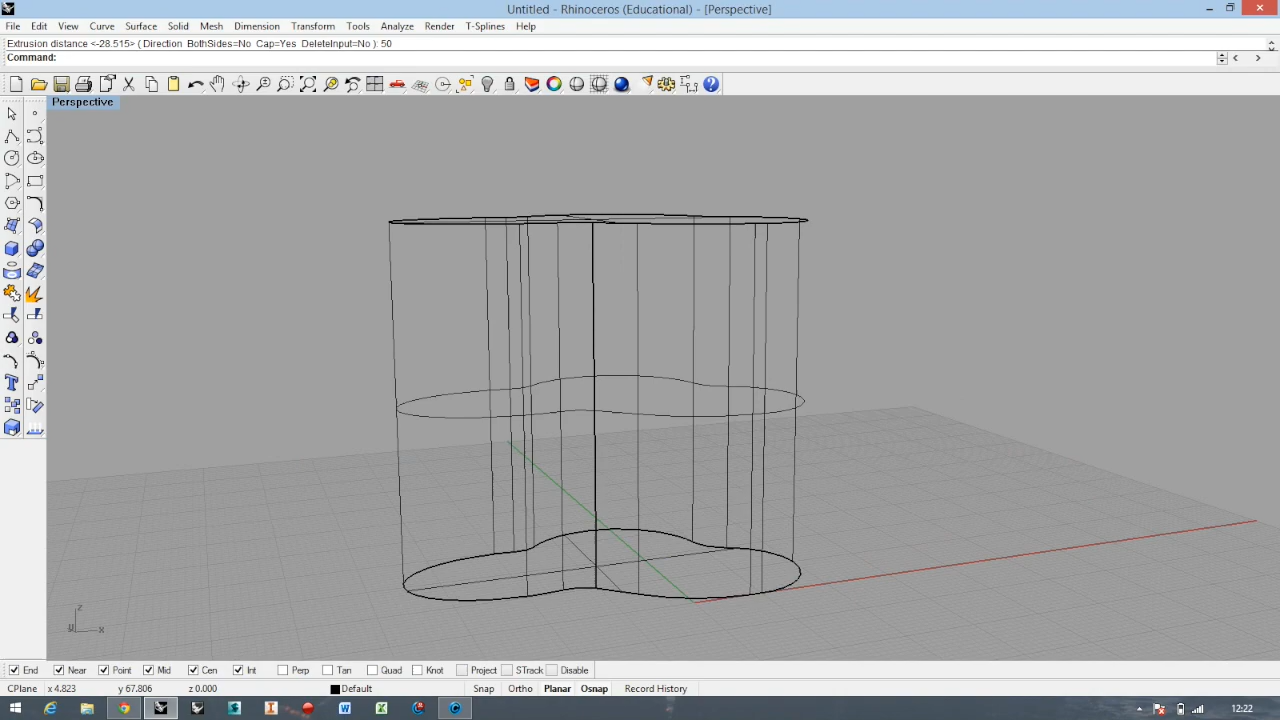 Untitled - Rhinoceros (Educational) - [Perspective]
File Edit View Curve Surface Solid Mesh Dimension Transform Tools Analyze Render T-Splines Help
Extrusion distance <-28.515> ( Direction BothSides=No Cap=Yes DeleteInput=No ): 50
Command:
Perspective
z
y x
End Near Point Mid Cen Int Perp Tan Quad Knot Project STrack Disable
CPlane x 4.823 y 67.806 z 0.000 Default Snap Ortho Planar Osnap Record History
12:22